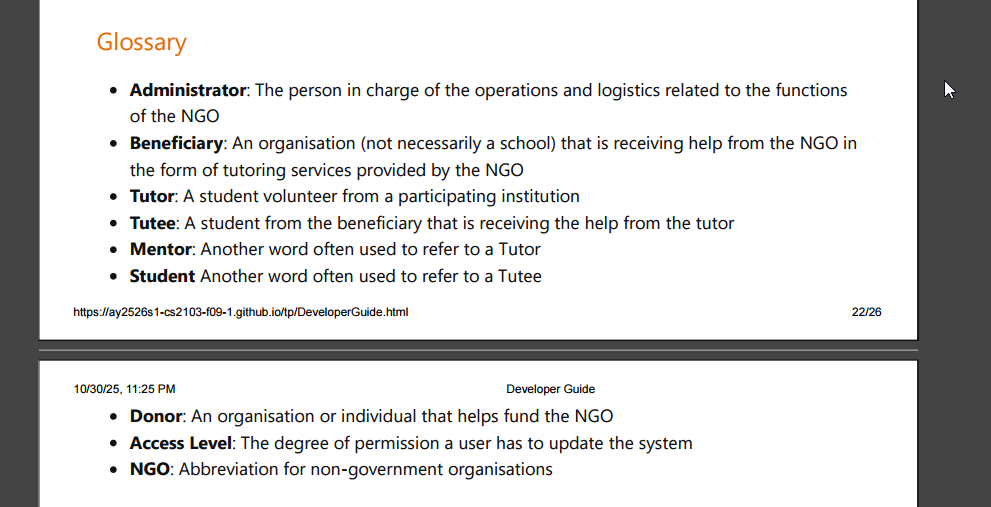 Glossary
• Administrator: The person in charge of the operations and logistics related to the functions
of the NGO
• Beneficiary: An organisation (not necessarily a school) that is receiving help from the NGO in
the form of tutoring services provided by the NGO
• Tutor: A student volunteer from a participating institution
• Tutee: A student from the beneficiary that is receiving the help from the tutor
• Mentor: Another word often used to refer to a Tutor
• Student Another word often used to refer to a Tutee
https://ay2526s1-cs2103-f09-1.github.io/tp/DeveloperGuide.html 22/26
10/30/25, 11:25 PM Developer Guide
• Donor: An organisation or individual that helps fund the NGO
• Access Level: The degree of permission a user has to update the system
• NGO: Abbreviation for non-government organisations